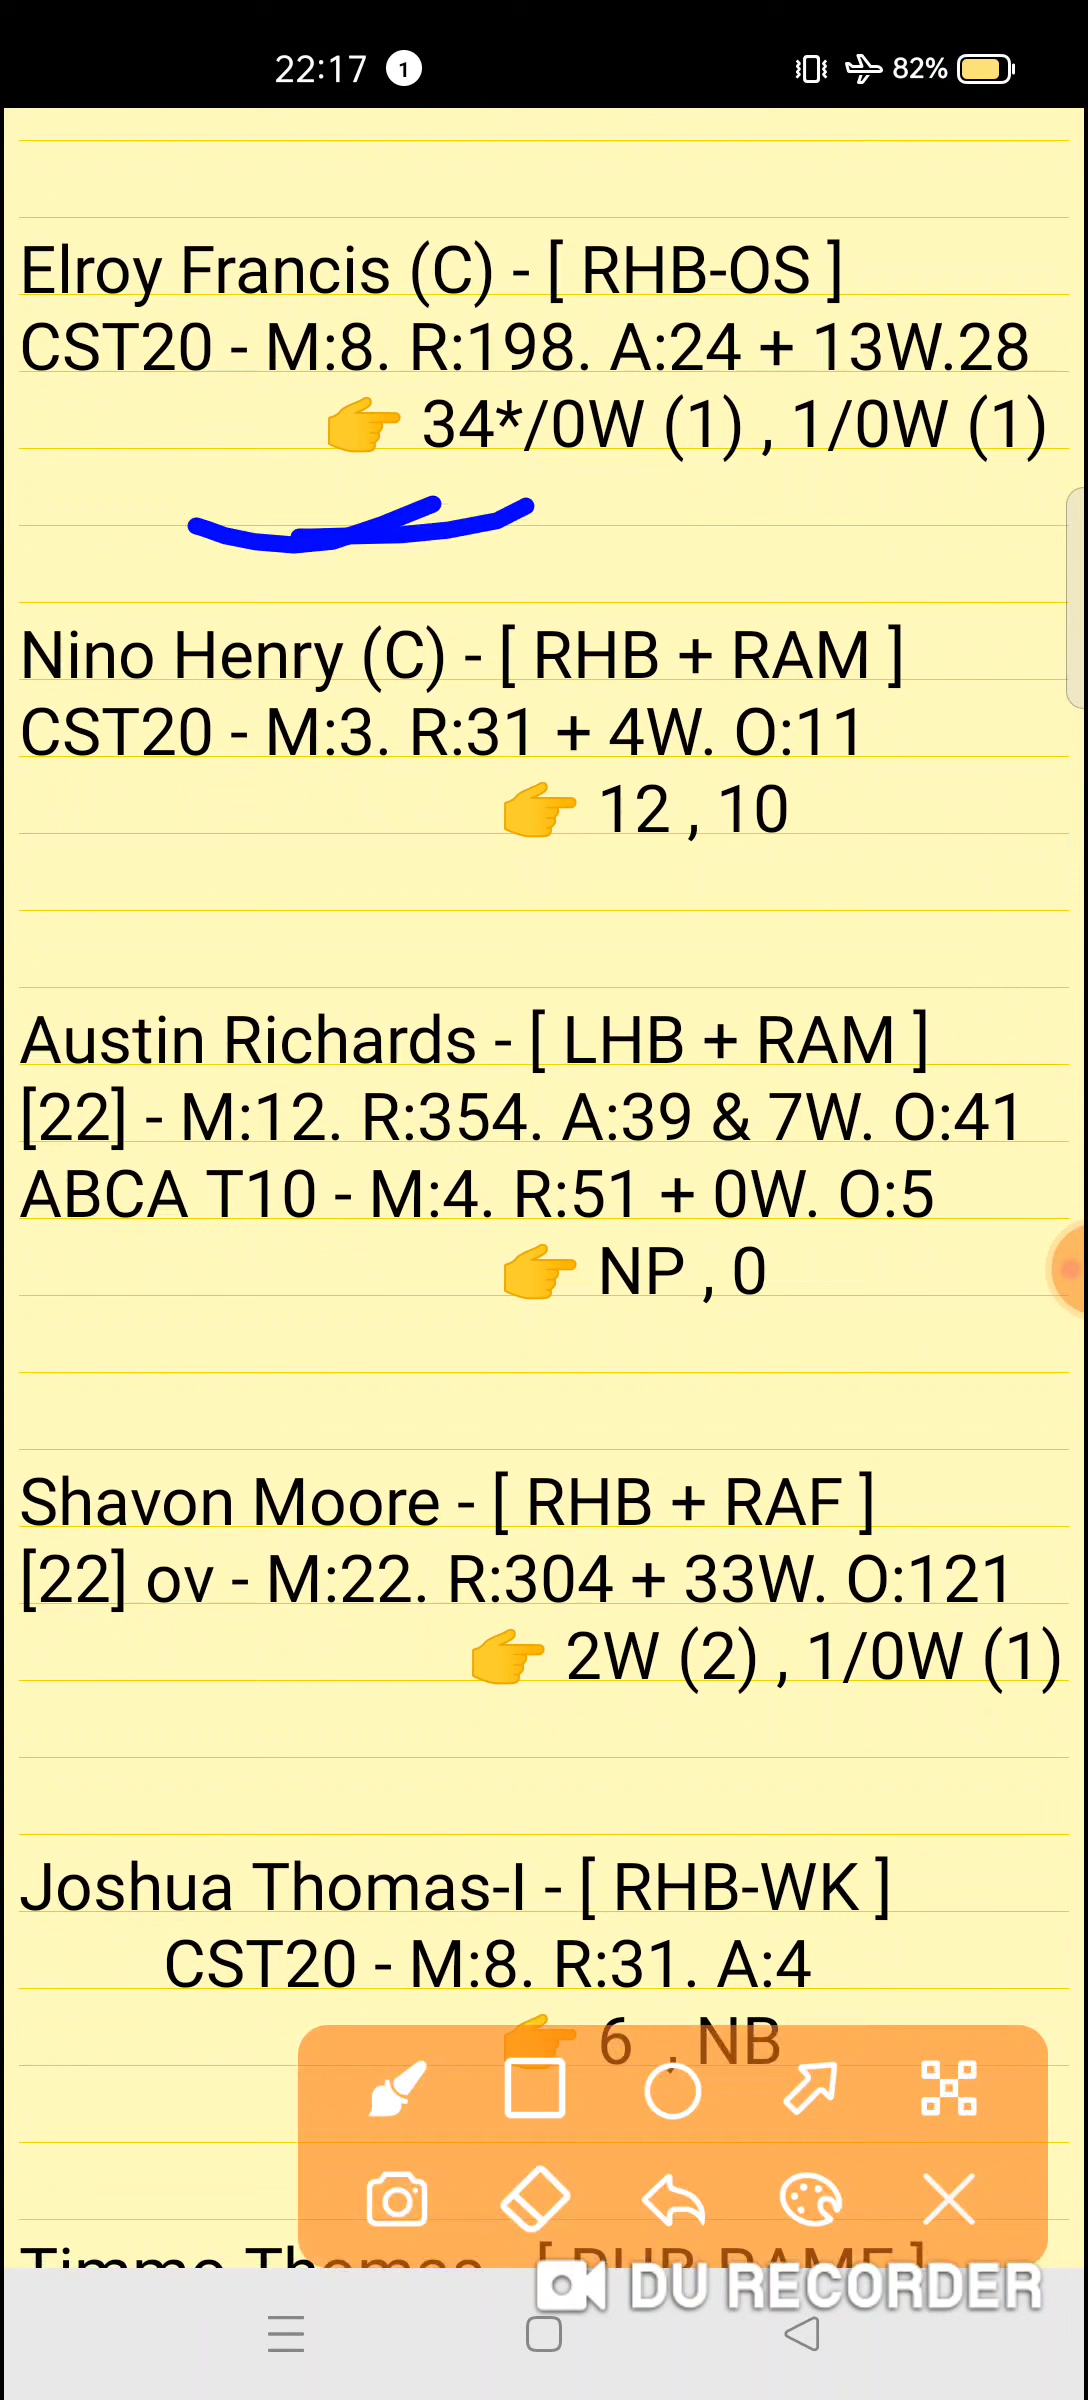 22:17 1 82%
Elroy Francis (C) - [ RHB-OS ]
CST20 - M:8. R:198. A:24 + 13W.28
👉 34*/0W (1) , 1/0W (1)
Nino Henry (C) - [ RHB + RAM ]
CST20 - M:3. R:31 + 4W. O:11
👉 12 , 10
Austin Richards - [ LHB + RAM ]
[22] - M:12. R:354. A:39 & 7W. O:41
ABCA T10 - M:4. R:51 + 0W. O:5
👉 NP , 0
Shavon Moore - [ RHB + RAF ]
[22] ov - M:22. R:304 + 33W. O:121
👉 2W (2) , 1/0W (1)
Joshua Thomas-I - [ RHB-WK ]
CST20 - M:8. R:31. A:4
👉 6 , NB
Thomas - [ RHB
DU RECORDER